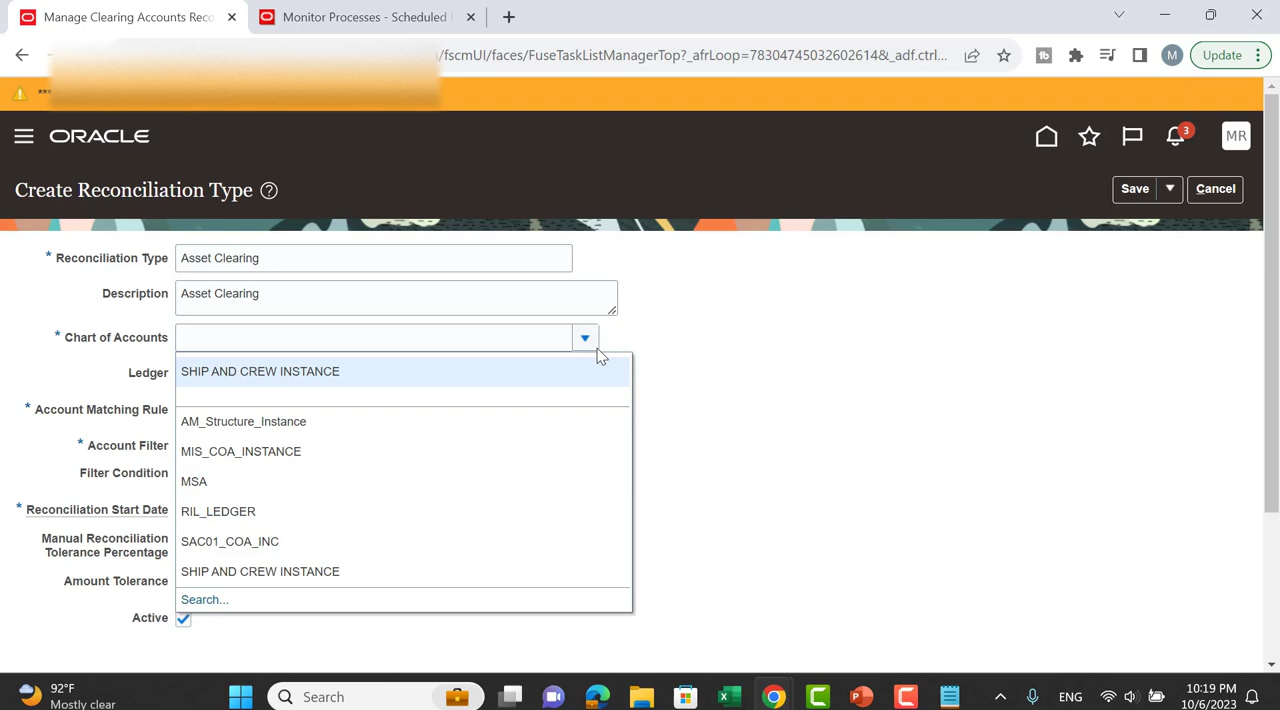 Manage Clearing Accounts Reco
Monitor Processes - Scheduled
/fscmUI/faces/FuseTaskListManagerTop?_afrLoop=78304745032602614&_adf.ctrl...
M
Update
ORACLE
3
MR
Create Reconciliation Type
Save
Cancel
* Reconciliation Type
Asset Clearing
Description
Asset Clearing
* Chart of Accounts
Ledger
SHIP AND CREW INSTANCE
* Account Matching Rule
AM_Structure_Instance
* Account Filter
MIS_COA_INSTANCE
Filter Condition
MSA
* Reconciliation Start Date
RIL_LEDGER
Manual Reconciliation
Tolerance Percentage
SAC01_COA_INC
Amount Tolerance
SHIP AND CREW INSTANCE
Search...
Active
92°F
Mostly clear
Search
ENG
10:19 PM
10/6/2023